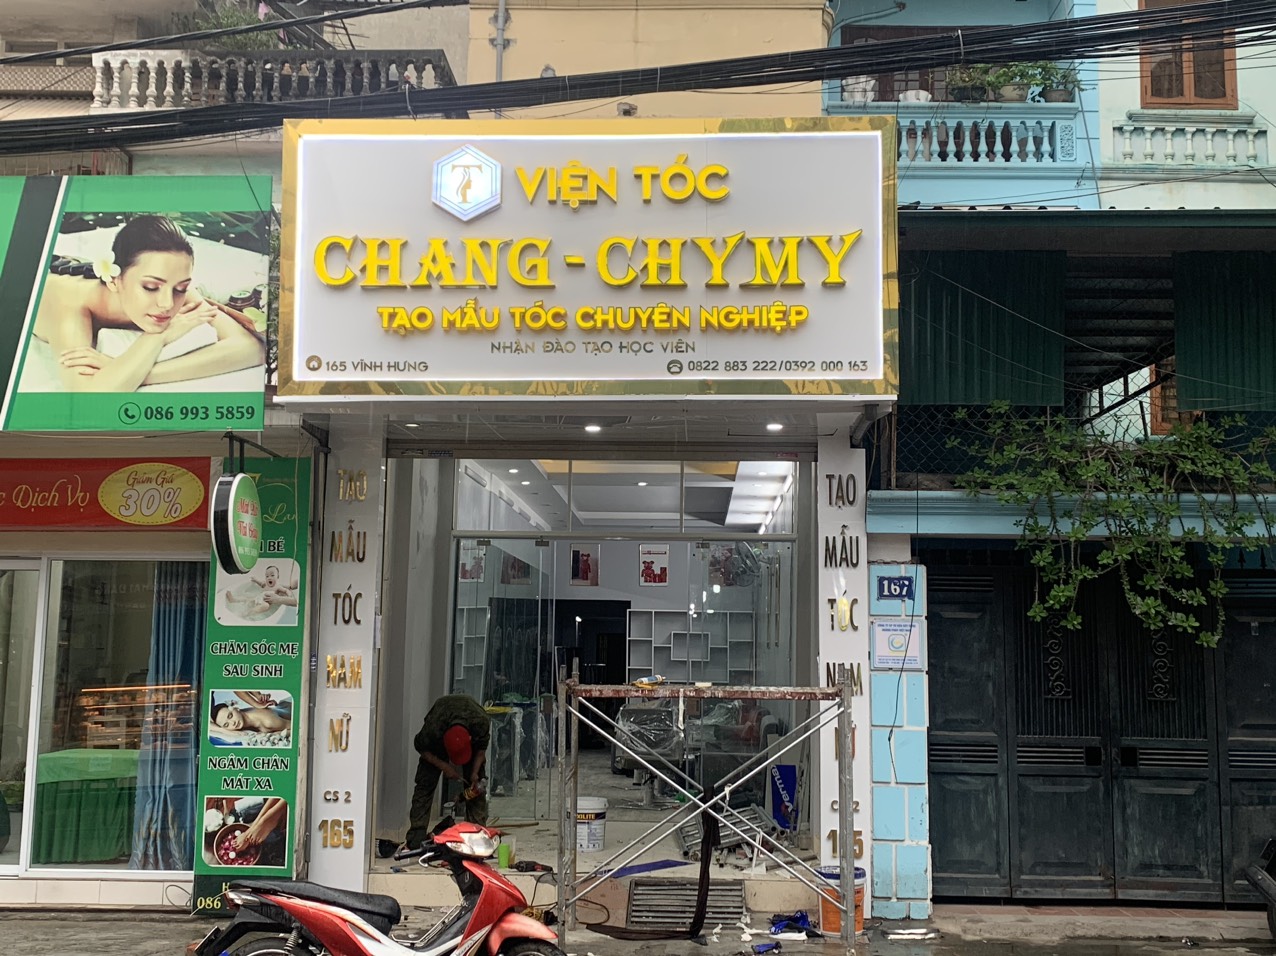 T
VIỆN TÓC
CHANG - CHYMY
TẠO MẪU TÓC CHUYÊN NGHIỆP
NHẬN ĐÀO TẠO HỌC VIÊN
165 VĨNH HƯNG
0822 883 222/0392 000 163
086 993 5859
Dịch Vụ
Giảm Giá
30%
BÉ
CHĂM SÓC MẸ
SAU SINH
NGÂM CHÂN
MÁT XA
086
TẠO
MẪU
TÓC
NAM
NỮ
CS 2
165
TẠO
MẪU
TÓC
NAM
167